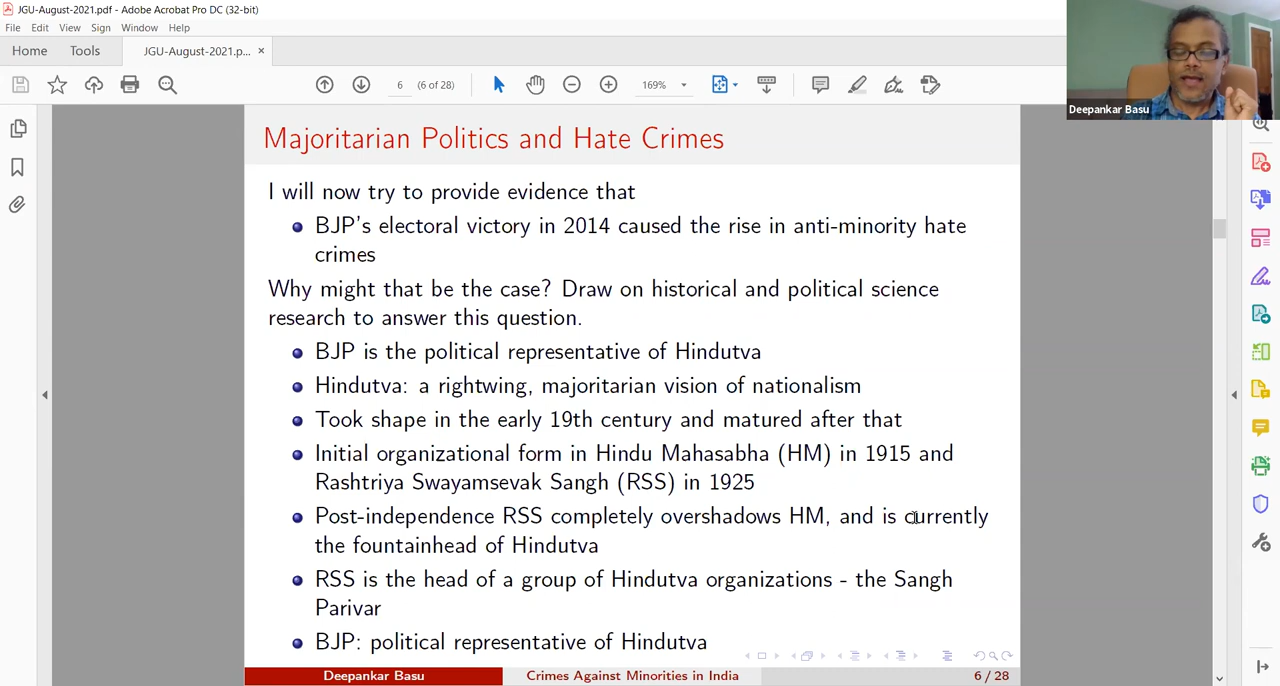 JGU-August-2021.pdf - Adobe Acrobat Pro DC (32-bit)
File Edit View Sign Window Help
Home Tools JGU-August-2021.p... ×
6 (6 of 28) 169%
Deepankar Basu
Majoritarian Politics and Hate Crimes
I will now try to provide evidence that
BJP's electoral victory in 2014 caused the rise in anti-minority hate
crimes
Why might that be the case? Draw on historical and political science
research to answer this question.
BJP is the political representative of Hindutva
Hindutva: a rightwing, majoritarian vision of nationalism
Took shape in the early 19th century and matured after that
Initial organizational form in Hindu Mahasabha (HM) in 1915 and
Rashtriya Swayamsevak Sangh (RSS) in 1925
Post-independence RSS completely overshadows HM, and is currently
the fountainhead of Hindutva
RSS is the head of a group of Hindutva organizations - the Sangh
Parivar
BJP: political representative of Hindutva
Deepankar Basu Crimes Against Minorities in India 6 / 28